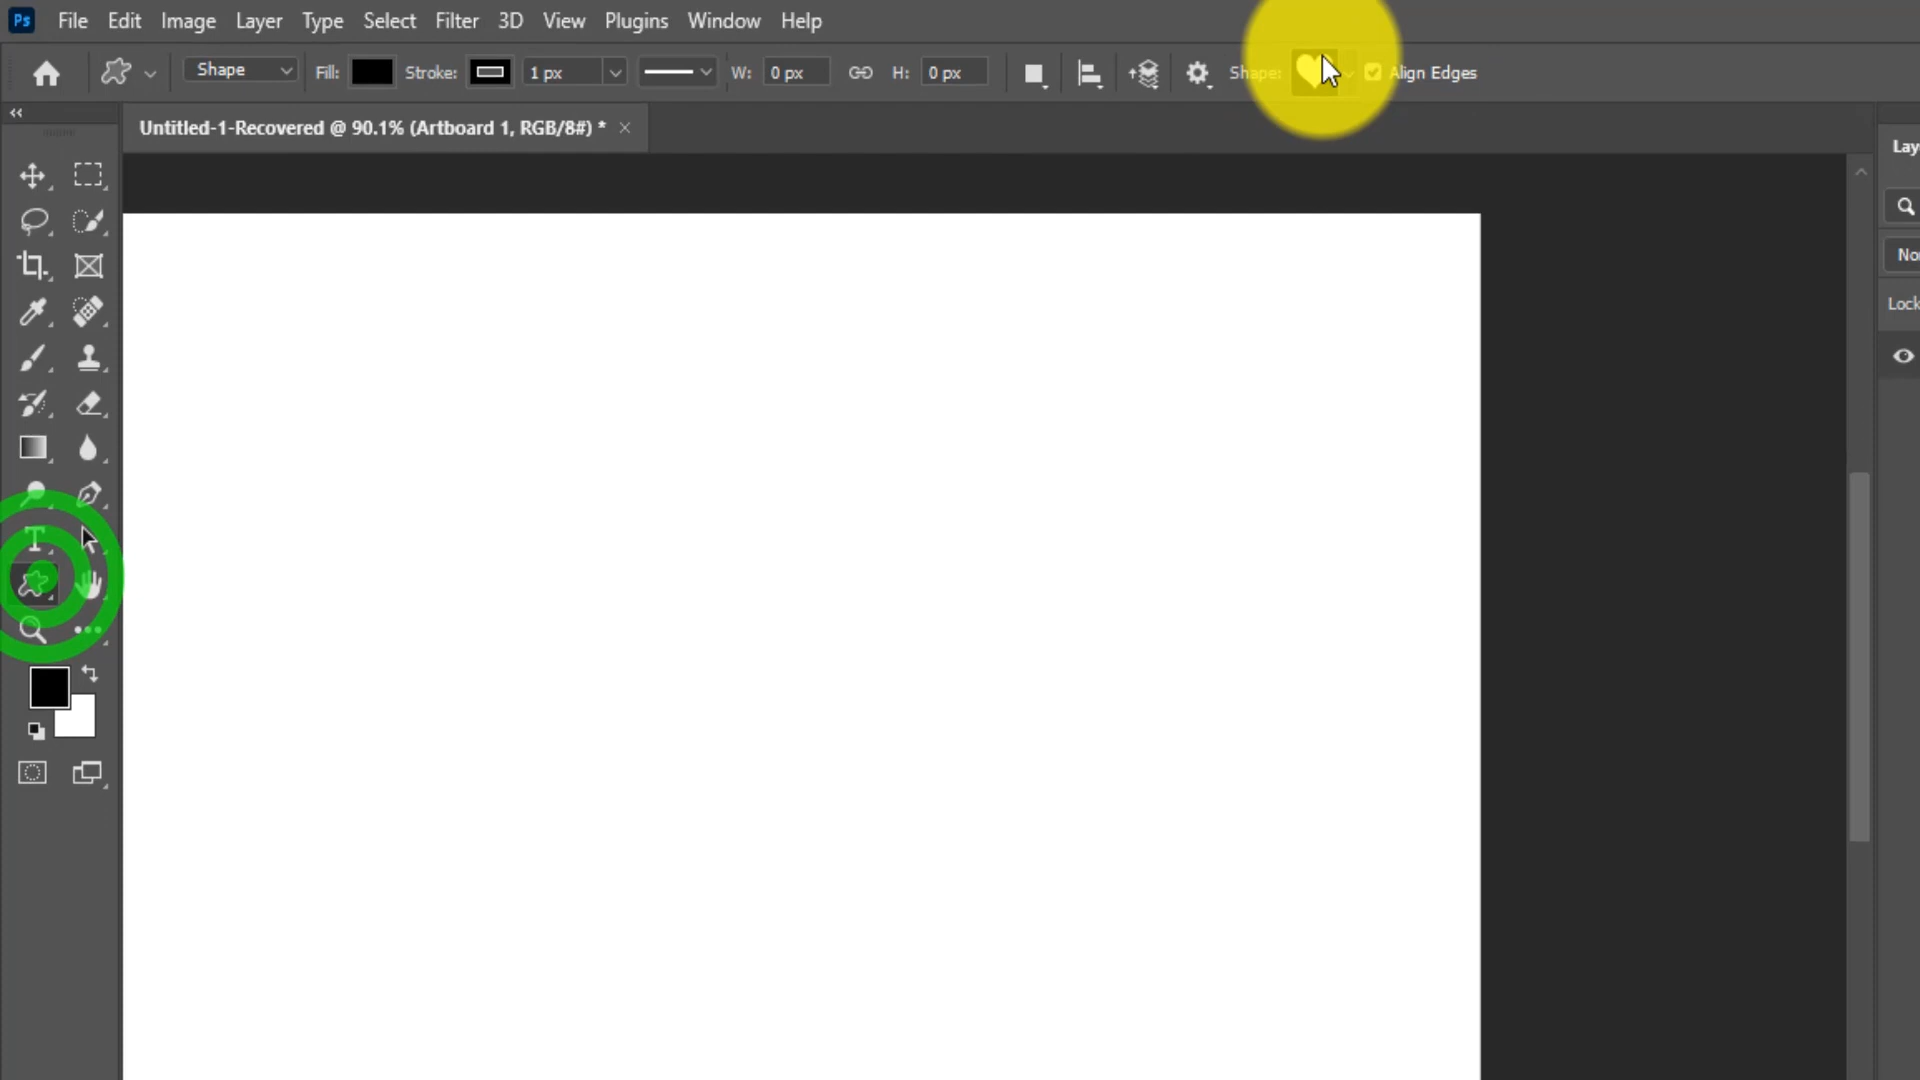 Ps File Edit Image Layer Type Select Filter 3D View Plugins Window Help
Shape Fill: Stroke: 1 px W: 0 px H: 0 px Shape: Align Edges
Untitled-1-Recovered @ 90.1% (Artboard 1, RGB/8#) *
Lay
No
Lock